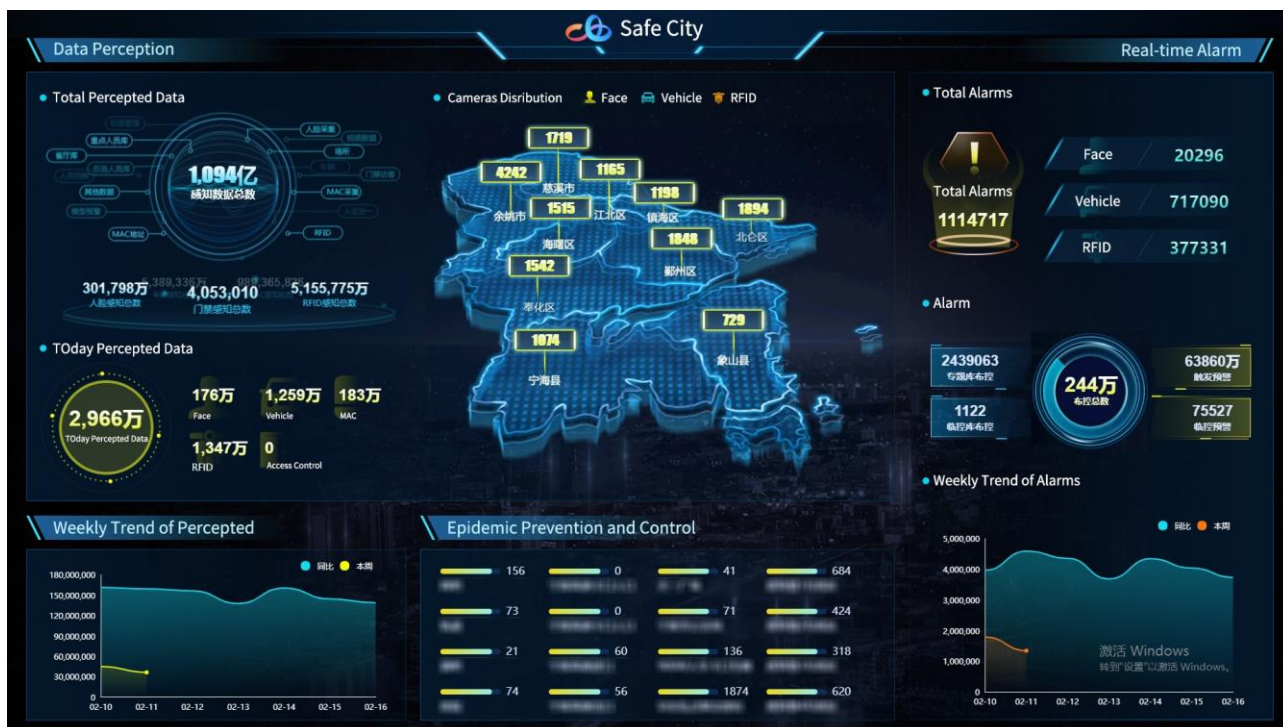 Safe City
Data Perception
Real-time Alarm
Total Percepted Data
重点人员库
人脸采集
省厅库
场所
其他数据
MAC采集
MAC地址
RFID
门禁访客
1,094亿
感知数据总数
301,798万
人脸感知总数
4,053,010
门禁感知总数
5,155,775万
RFID感知总数
TOday Percepted Data
2,966万
TOday Percepted Data
176万
Face
1,259万
Vehicle
183万
MAC
1,347万
RFID
0
Access Control
Cameras Disribution
Face
Vehicle
RFID
1719
慈溪市
4242
余姚市
1165
江北区
1198
镇海区
1515
海曙区
1894
北仑区
1848
鄞州区
1542
奉化区
729
象山县
1074
宁海县
Total Alarms
Total Alarms
1114717
Face 20296
Vehicle 717090
RFID 377331
Alarm
2439063
专题库布控
1122
临控库布控
244万
布控总数
63860万
触发预警
75527
临控预警
Weekly Trend of Alarms
同比
本周
5,000,000
4,000,000
3,000,000
2,000,000
1,000,000
0
02-10 02-11 02-12 02-13 02-14 02-15 02-16
激活 Windows
转到"设置"以激活 Windows。
Weekly Trend of Percepted
同比
本周
180,000,000
150,000,000
120,000,000
90,000,000
60,000,000
30,000,000
0
02-10 02-11 02-12 02-13 02-14 02-15 02-16
Epidemic Prevention and Control
156 0 41 684
73 0 71 424
21 60 136 318
74 56 1874 620